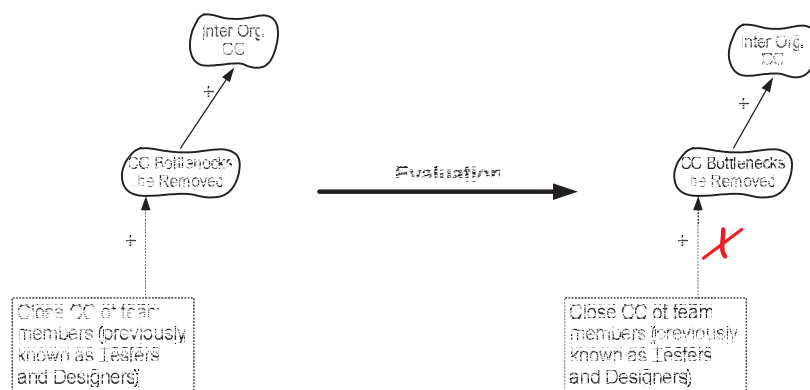 Inter Org.
CC
+
CC Bottlenecks
be Removed
+
Close CC of team
members (previously
known as Testers
and Designers)
Evaluation
Inter Org.
CC
+
CC Bottlenecks
be Removed
+
X
Close CC of team
members (previously
known as Testers
and Designers)